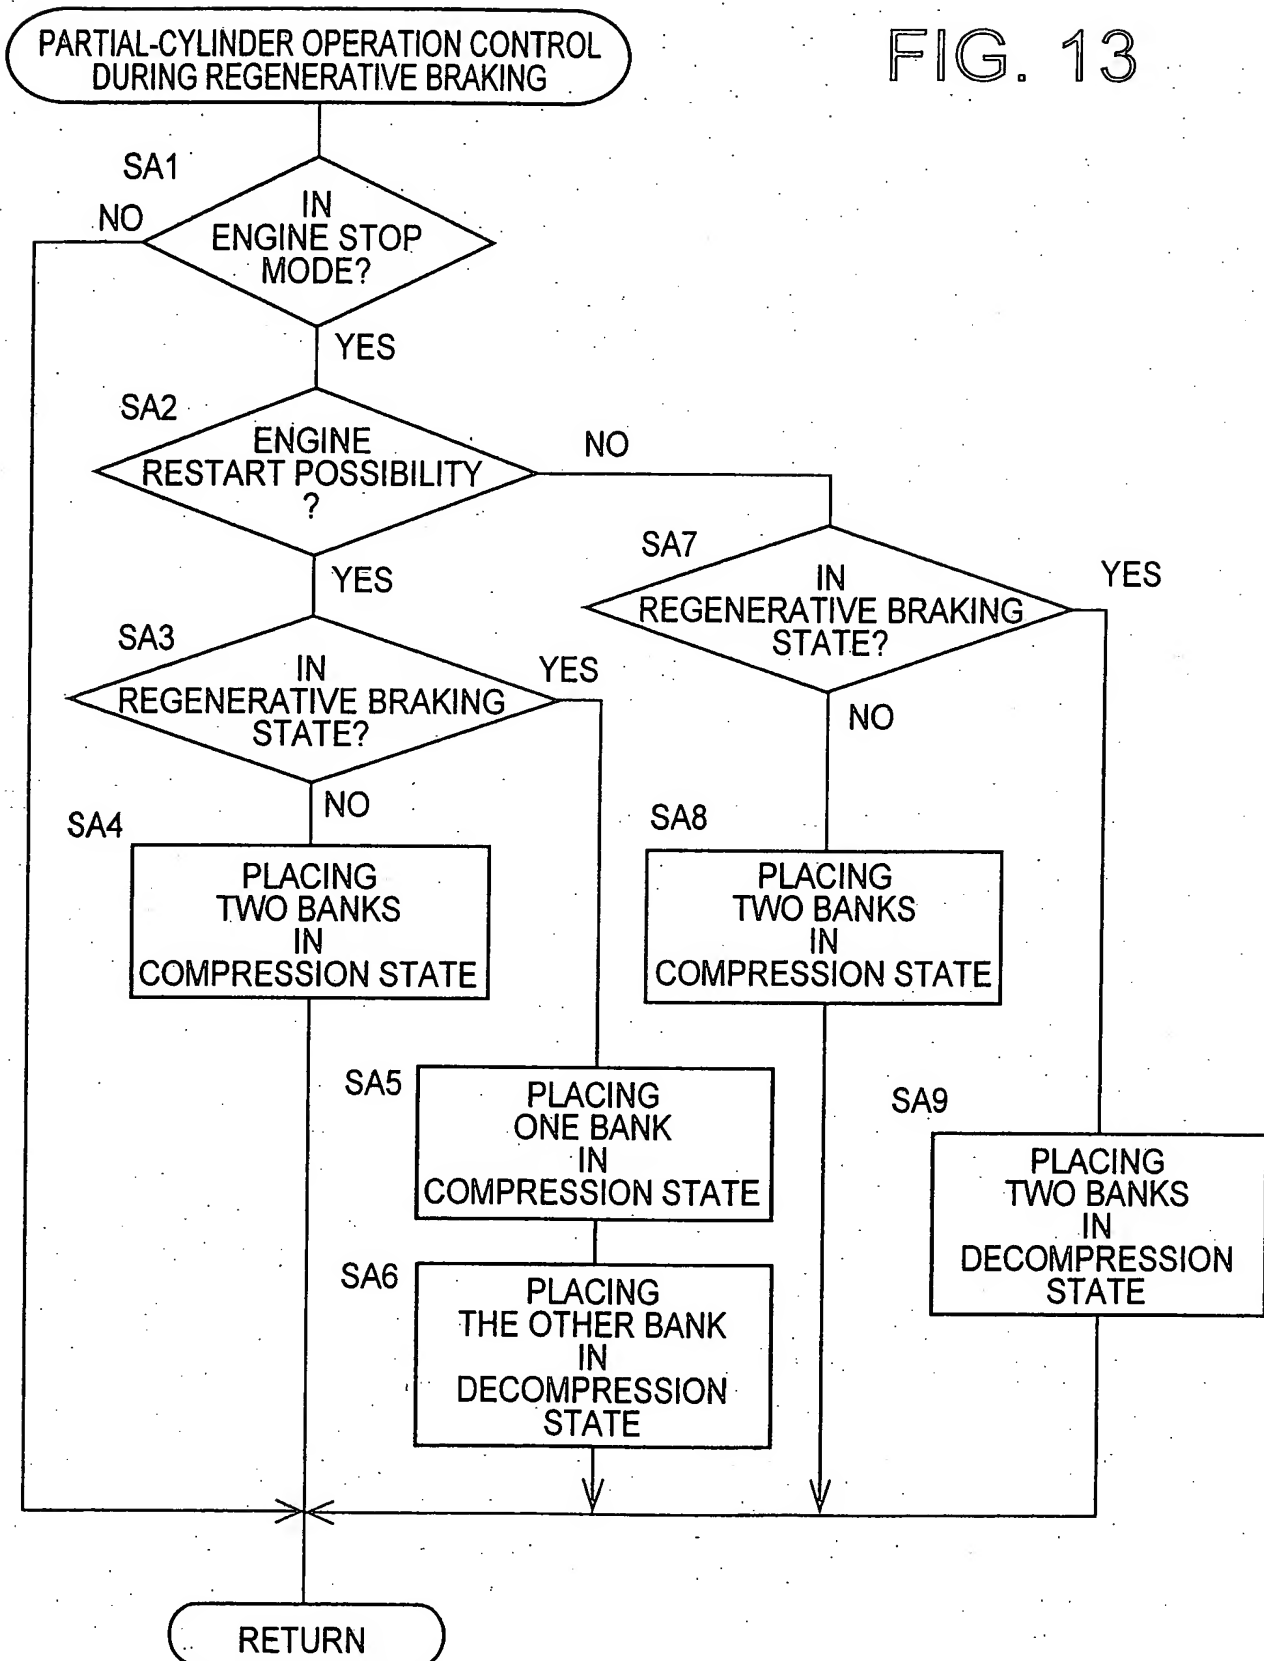 PARTIAL-CYLINDER OPERATION CONTROL
DURING REGENERATIVE BRAKING
FIG. 13
SA1
NO
IN
ENGINE STOP
MODE?
YES
SA2
ENGINE
RESTART POSSIBILITY
?
NO
YES
SA7
IN
REGENERATIVE BRAKING
STATE?
YES
NO
SA3
IN
REGENERATIVE BRAKING
STATE?
YES
NO
SA4
PLACING
TWO BANKS
IN
COMPRESSION STATE
SA8
PLACING
TWO BANKS
IN
COMPRESSION STATE
SA5
PLACING
ONE BANK
IN
COMPRESSION STATE
SA9
PLACING
TWO BANKS
IN
DECOMPRESSION
STATE
SA6
PLACING
THE OTHER BANK
IN
DECOMPRESSION
STATE
RETURN